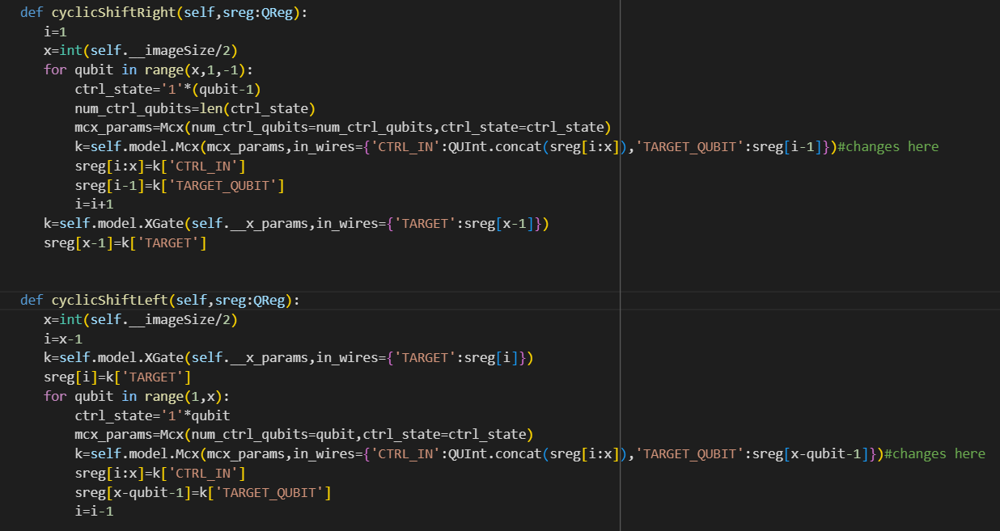 def cyclicShiftRight(self,sreg:QReg):
    i=1
    x=int(self.__imageSize/2)
    for qubit in range(x,1,-1):
        ctrl_state='1'*(qubit-1)
        num_ctrl_qubits=len(ctrl_state)
        mcx_params=Mcx(num_ctrl_qubits=num_ctrl_qubits,ctrl_state=ctrl_state)
        k=self.model.Mcx(mcx_params,in_wires={'CTRL_IN':QUInt.concat(sreg[i:x]),'TARGET_QUBIT':sreg[i-1]})#changes here
        sreg[i:x]=k['CTRL_IN']
        sreg[i-1]=k['TARGET_QUBIT']
        i=i+1
    k=self.model.XGate(self.__x_params,in_wires={'TARGET':sreg[x-1]})
    sreg[x-1]=k['TARGET']
def cyclicShiftLeft(self,sreg:QReg):
    x=int(self.__imageSize/2)
    i=x-1
    k=self.model.XGate(self.__x_params,in_wires={'TARGET':sreg[i]})
    sreg[i]=k['TARGET']
    for qubit in range(1,x):
        ctrl_state='1'*qubit
        mcx_params=Mcx(num_ctrl_qubits=qubit,ctrl_state=ctrl_state)
        k=self.model.Mcx(mcx_params,in_wires={'CTRL_IN':QUInt.concat(sreg[i:x]),'TARGET_QUBIT':sreg[x-qubit-1]})#changes here
        sreg[i:x]=k['CTRL_IN']
        sreg[x-qubit-1]=k['TARGET_QUBIT']
        i=i-1